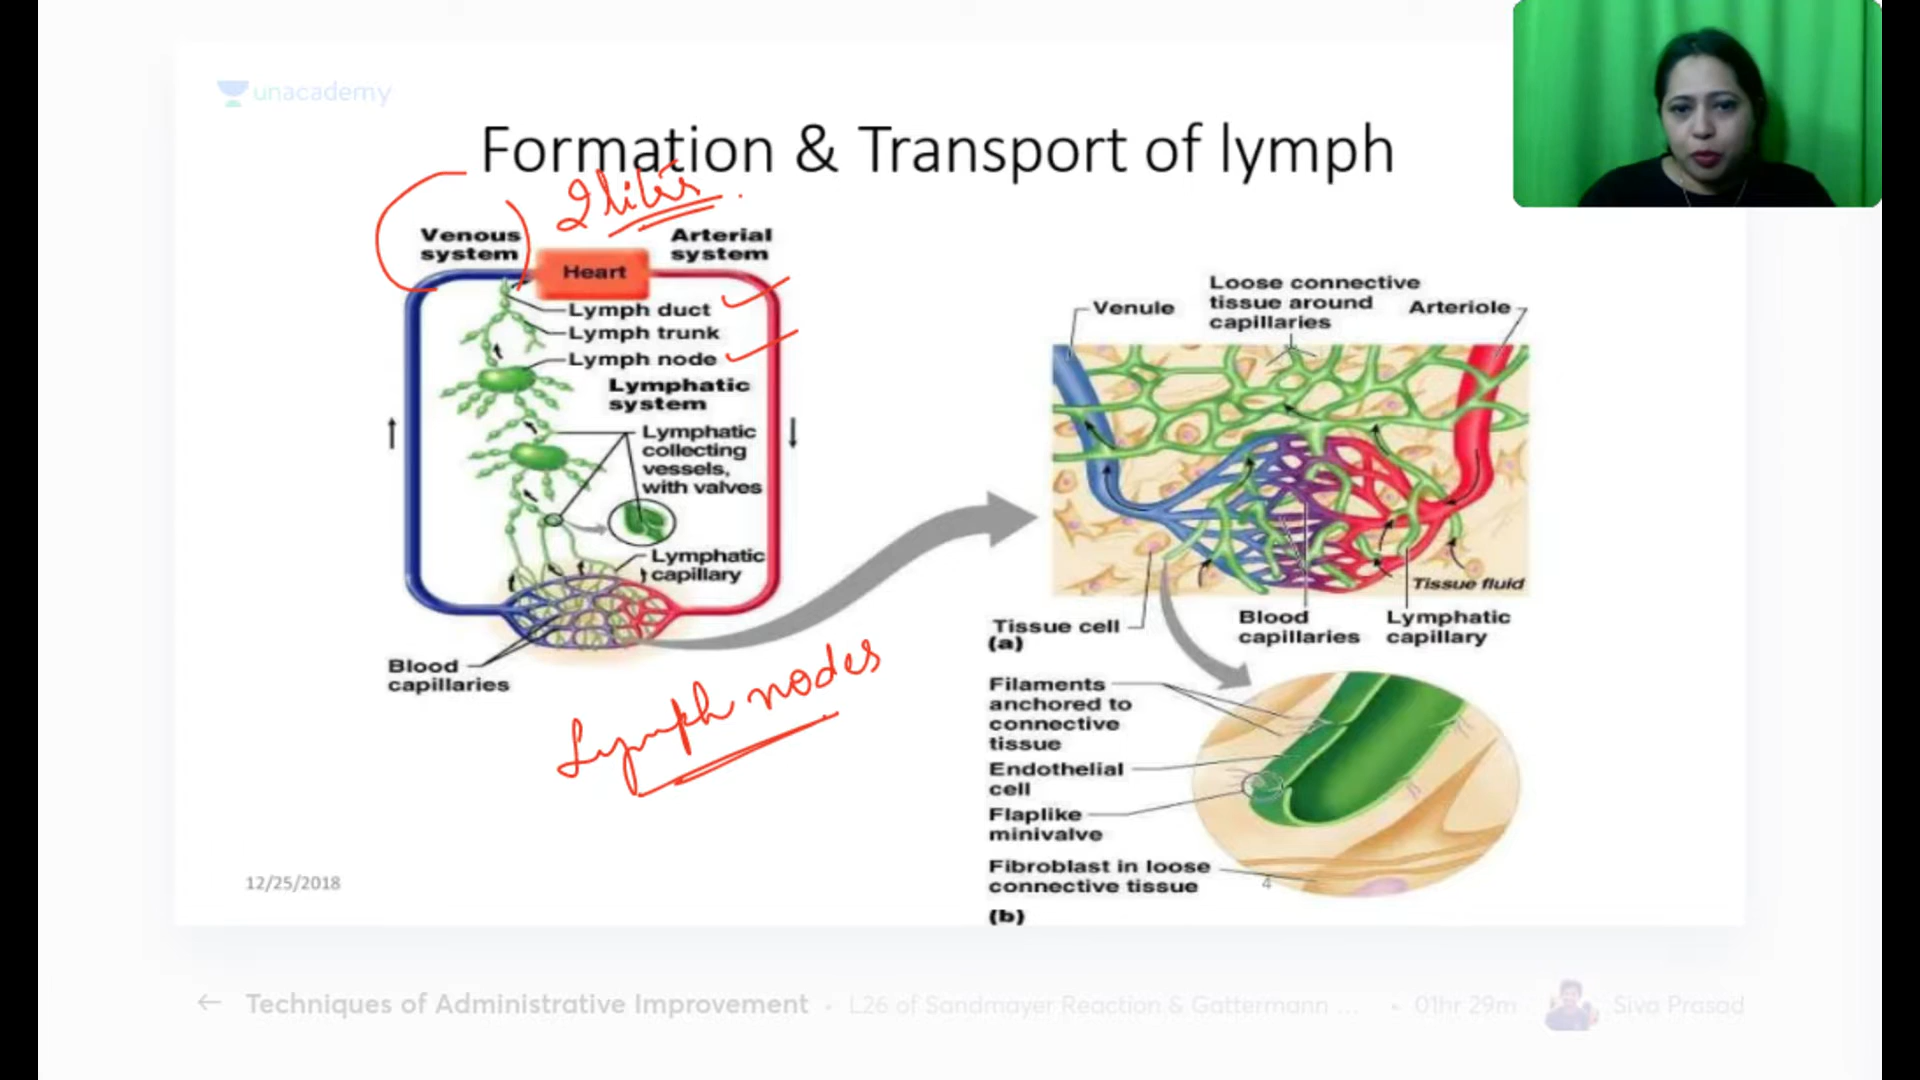 unacademy
Formation & Transport of lymph
2 liters.
Venous
system
Arterial
system
Heart
Lymph duct
Lymph trunk
Lymph node
Lymphatic
system
Lymphatic
collecting
vessels,
with valves
Lymphatic
capillary
Blood
capillaries
Lymph nodes
Venule
Loose connective
tissue around
capillaries
Arteriole
Tissue fluid
Tissue cell
(a)
Blood
capillaries
Lymphatic
capillary
Filaments
anchored to
connective
tissue
Endothelial
cell
Flaplike
minivalve
Fibroblast in loose
connective tissue
(b)
12/25/2018
4
← Techniques of Administrative Improvement • L26 of Sandmayer Reaction & Gattermann ... • 01hr 29m Siva Prasad